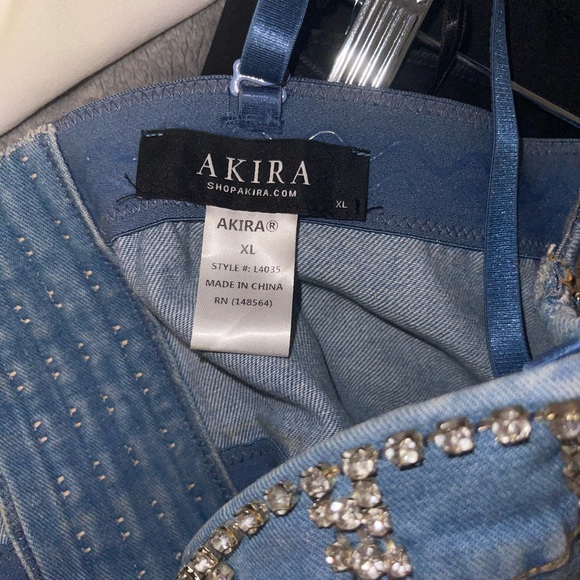 AKIRA
SHOPAKIRA.COM
XL
AKIRA®
XL
STYLE #: L4035
MADE IN CHINA
RN (148564)